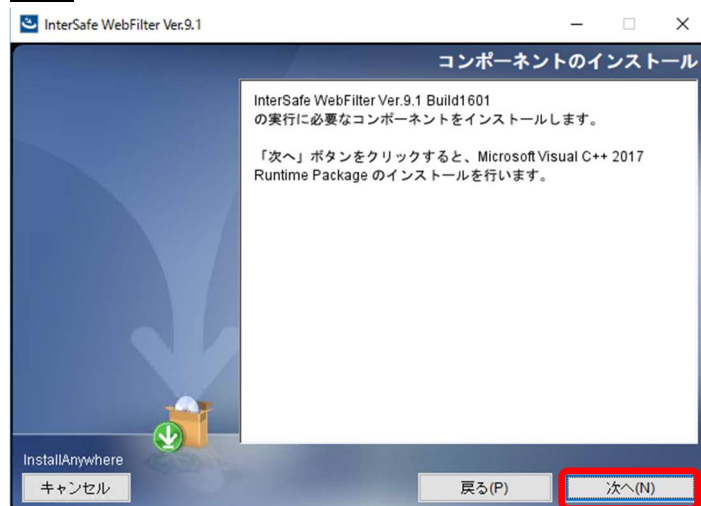 InterSafe WebFilter Ver.9.1
コンポーネントのインストール
InterSafe WebFilter Ver.9.1 Build1601
の実行に必要なコンポーネントをインストールします。
「次へ」ボタンをクリックすると、Microsoft Visual C++ 2017
Runtime Package のインストールを行います。
InstallAnywhere
キャンセル
戻る(P)
次へ(N)